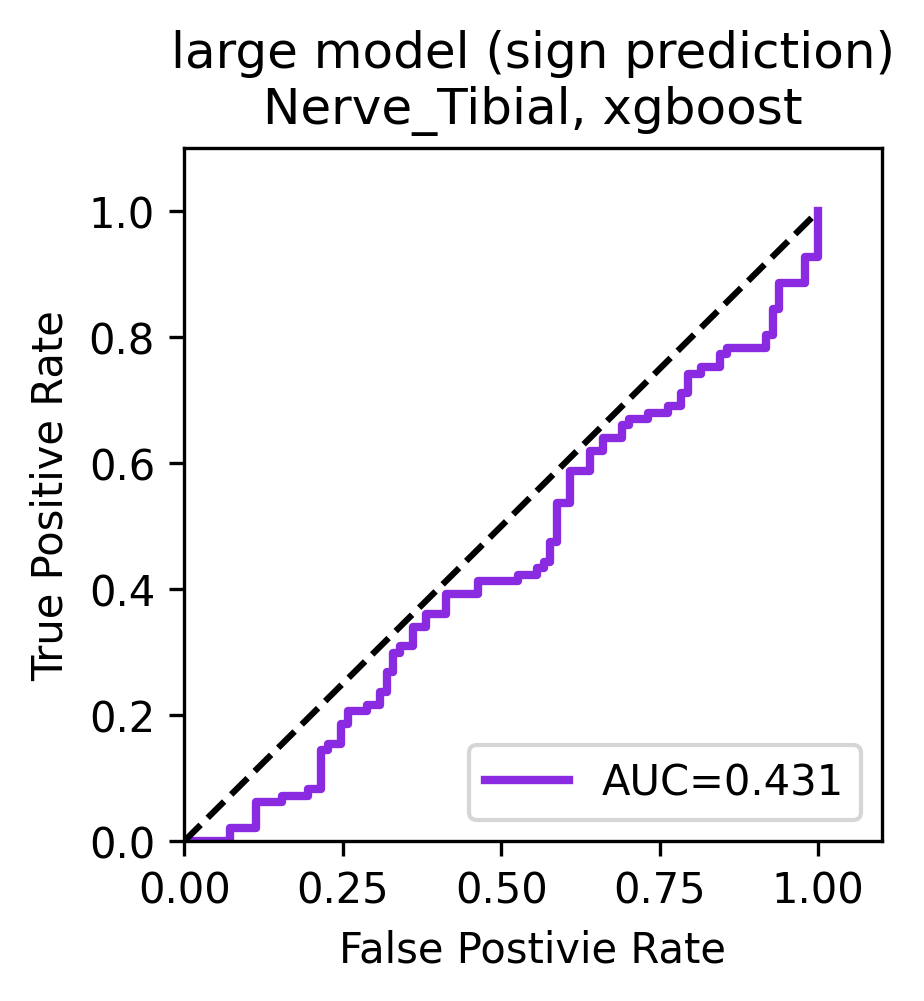 large model (sign prediction)
Nerve_Tibial, xgboost
True Positive Rate
1.0
0.8
0.6
0.4
0.2
0.0
0.00 0.25 0.50 0.75 1.00
False Postivie Rate
AUC=0.431